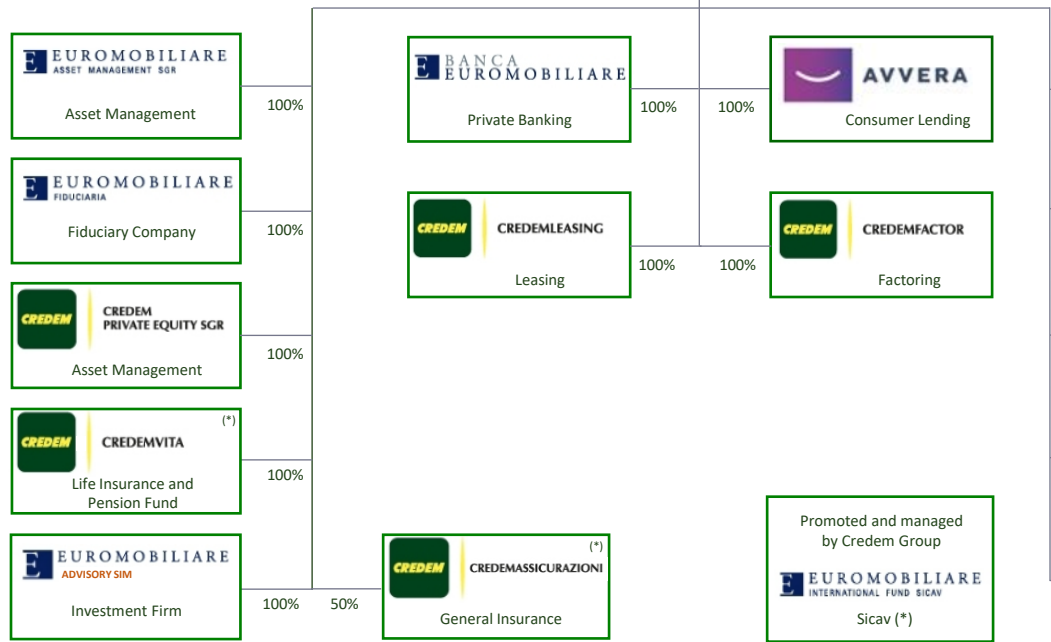 E EUROMOBILIARE
ASSET MANAGEMENT SGR
Asset Management
100%
E BANCA
EUROMOBILIARE
Private Banking
100%
100%
AVVERA
Consumer Lending
E EUROMOBILIARE
FIDUCIARIA
Fiduciary Company
100%
CREDEM
CREDEMLEASING
Leasing
100%
100%
CREDEM
CREDEMFACTOR
Factoring
CREDEM
CREDEM
PRIVATE EQUITY SGR
Asset Management
100%
(*)
CREDEM
CREDEMVITA
Life Insurance and
Pension Fund
100%
E EUROMOBILIARE
ADVISORY SIM
Investment Firm
100%
50%
(*)
CREDEM
CREDEMASSICURAZIONI
General Insurance
Promoted and managed
by Credem Group
E EUROMOBILIARE
INTERNATIONAL FUND SICAV
Sicav (*)